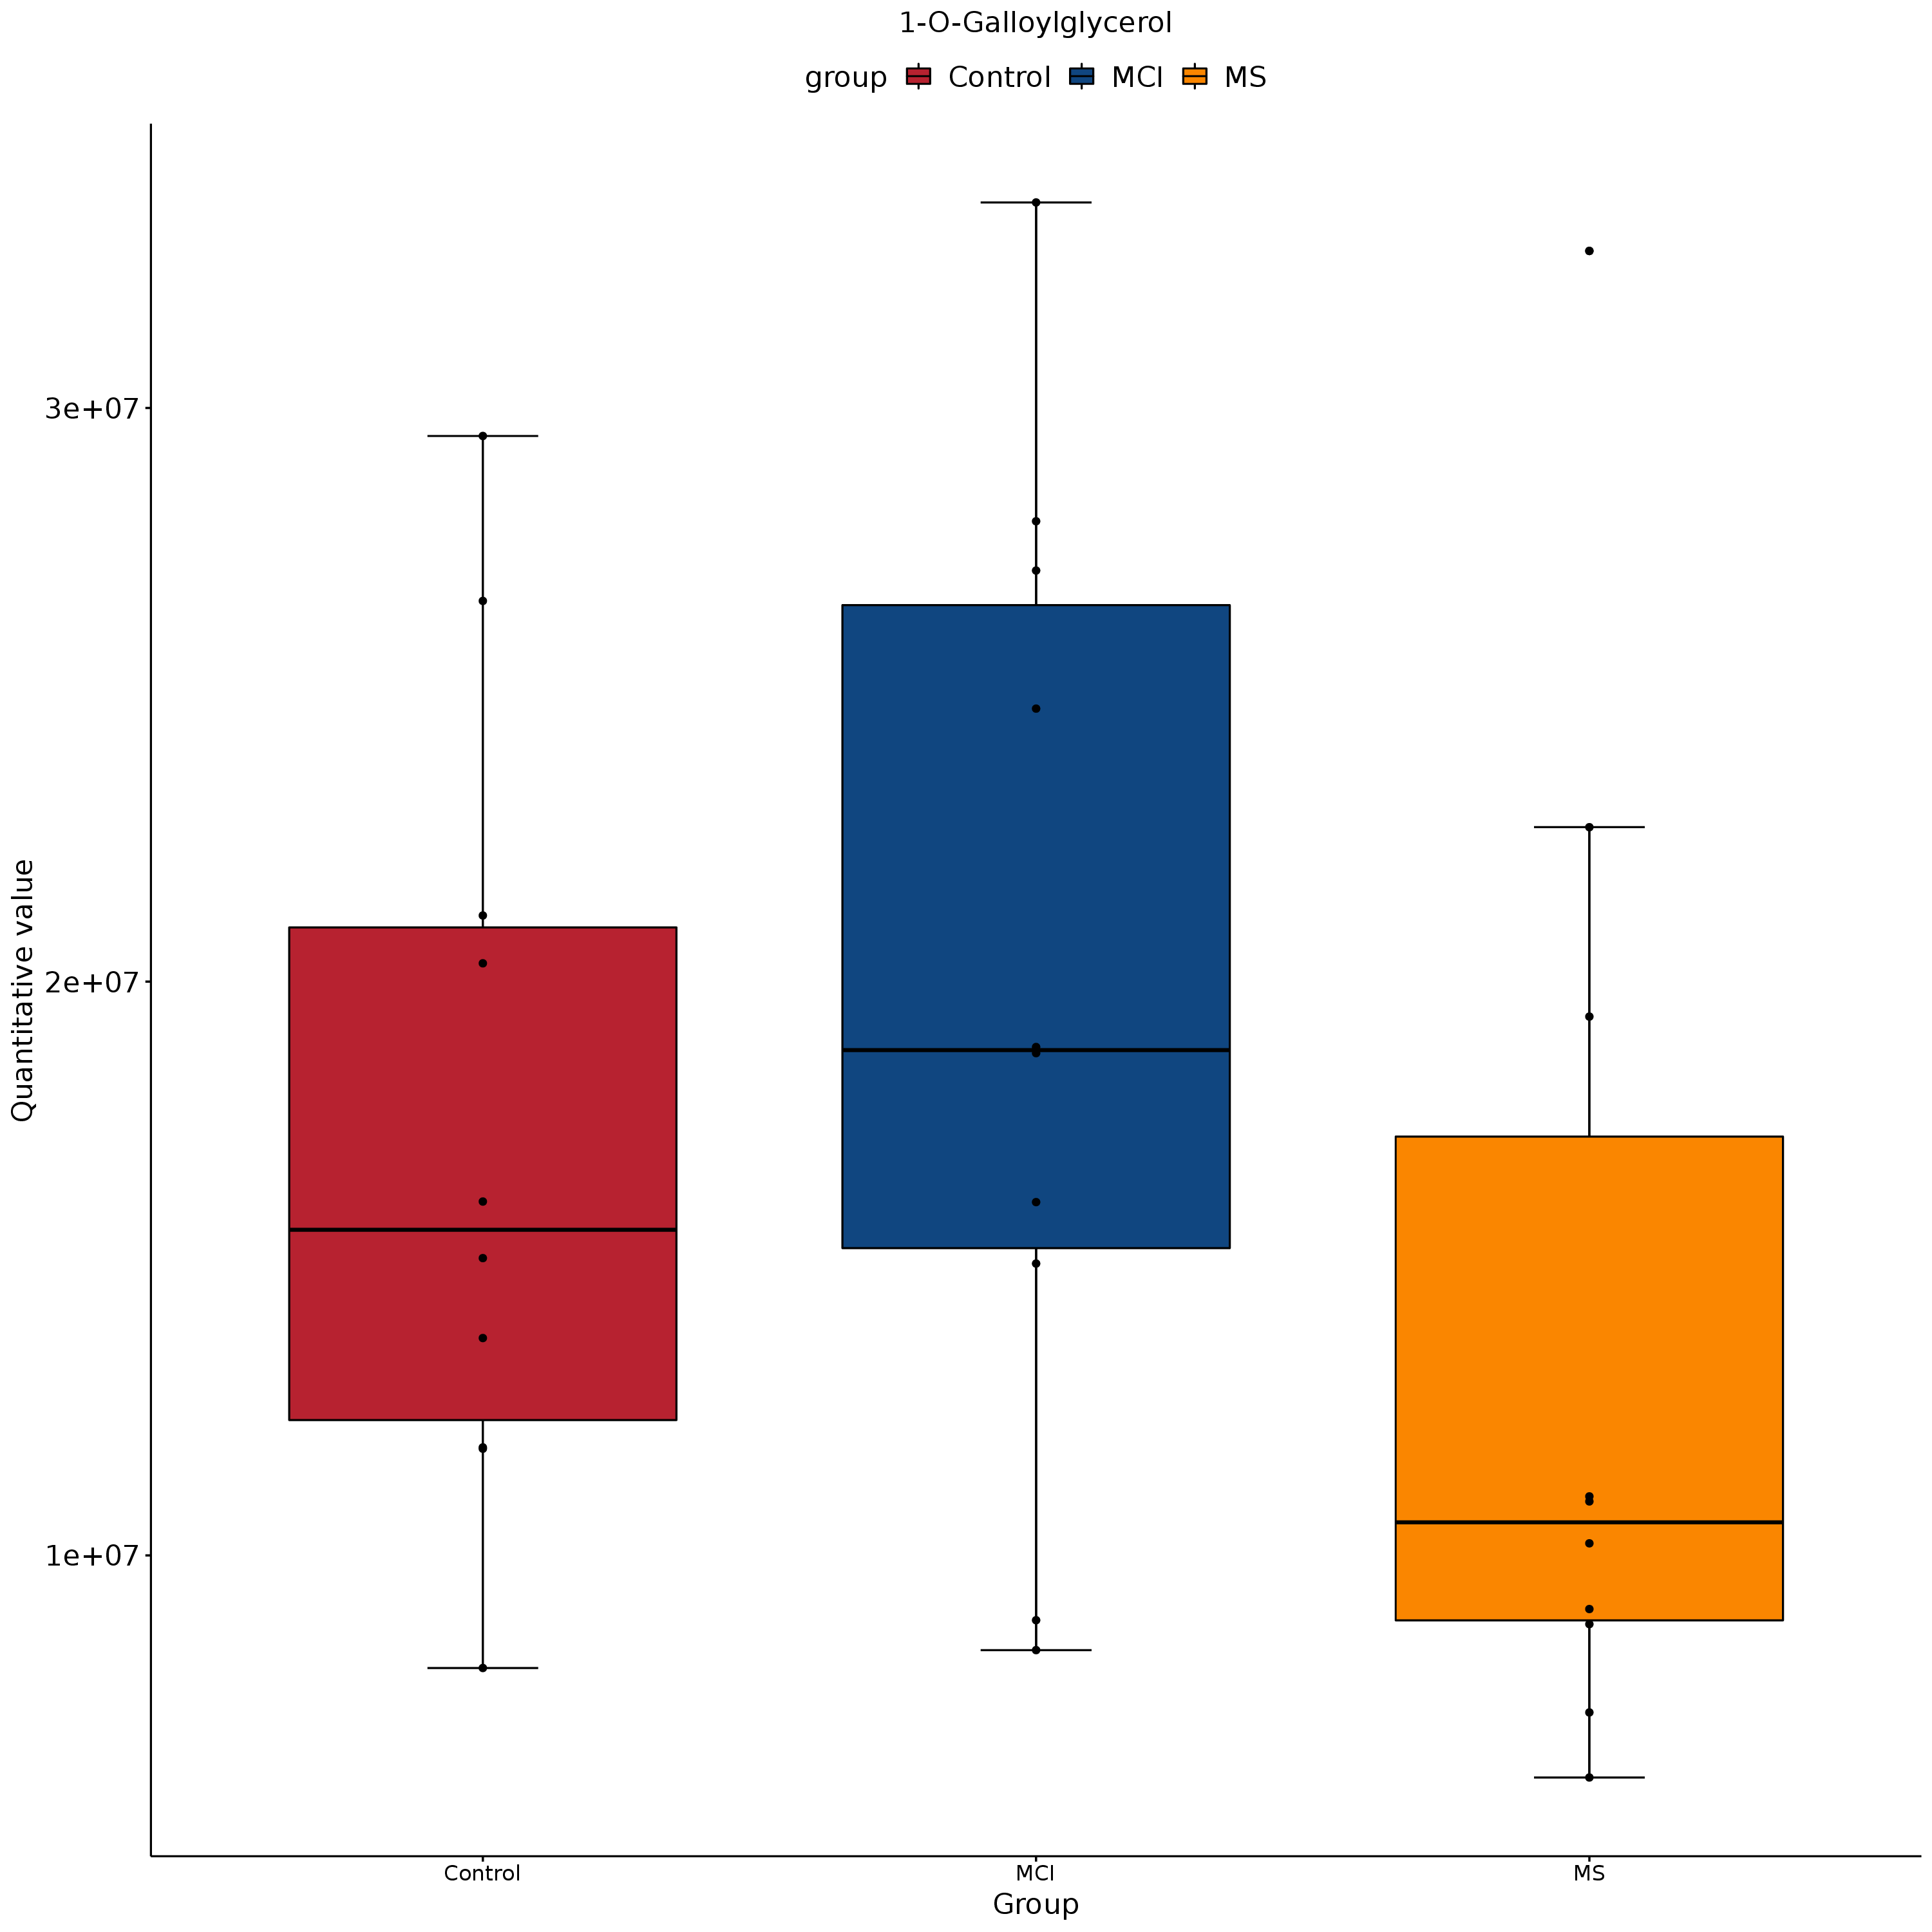 1-O-Galloylglycerol
group Control MCI MS
Quantitative value
3e+07
2e+07
1e+07
Control MCI MS
Group